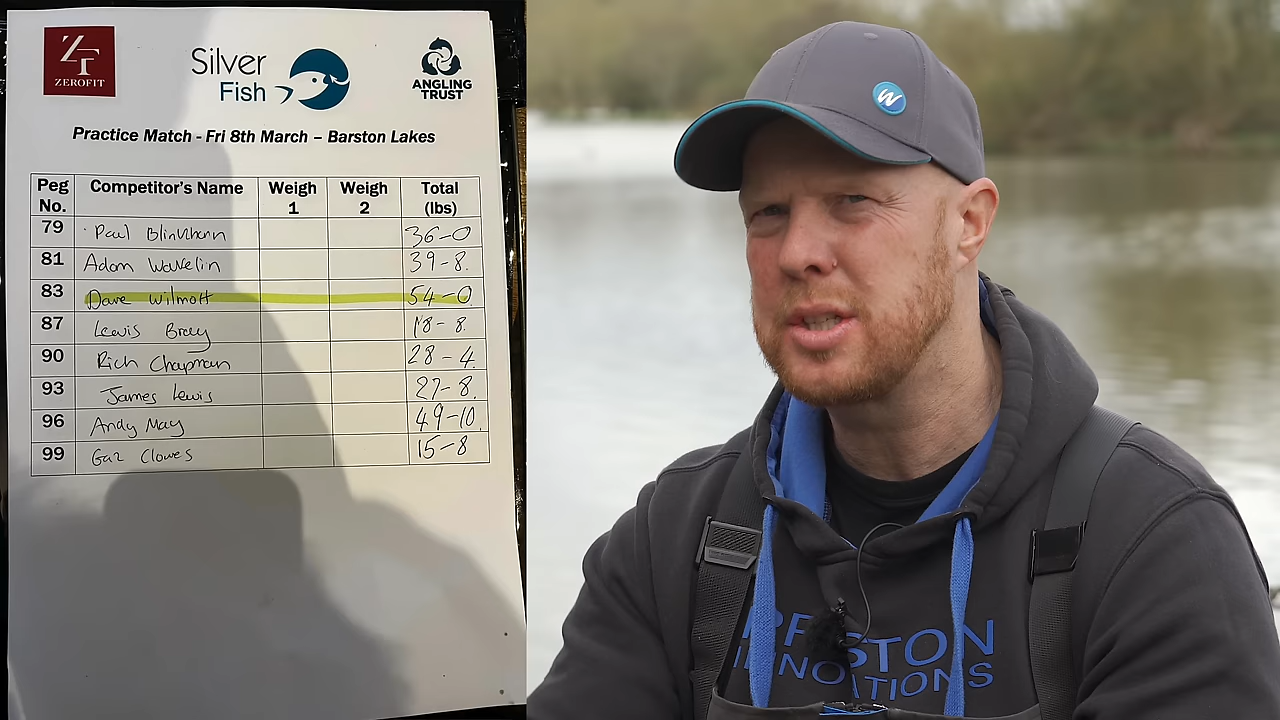 ZT
ZEROFIT
Silver
Fish
ANGLING
TRUST
Practice Match - Fri 8th March – Barston Lakes
Peg No. Competitor's Name Weigh 1 Weigh 2 Total (lbs)
79 Paul Blinkhorn 36-0
81 Adam Wakelin 39-8.
83 Dave Wilmott 54-0
87 Lewis Breey 18-8.
90 Rich Chapman 28-4.
93 James Lewis 27-8.
96 Andy May 49-10.
99 Gaz Clowes 15-8
W
PRESTON
INNOVATIONS